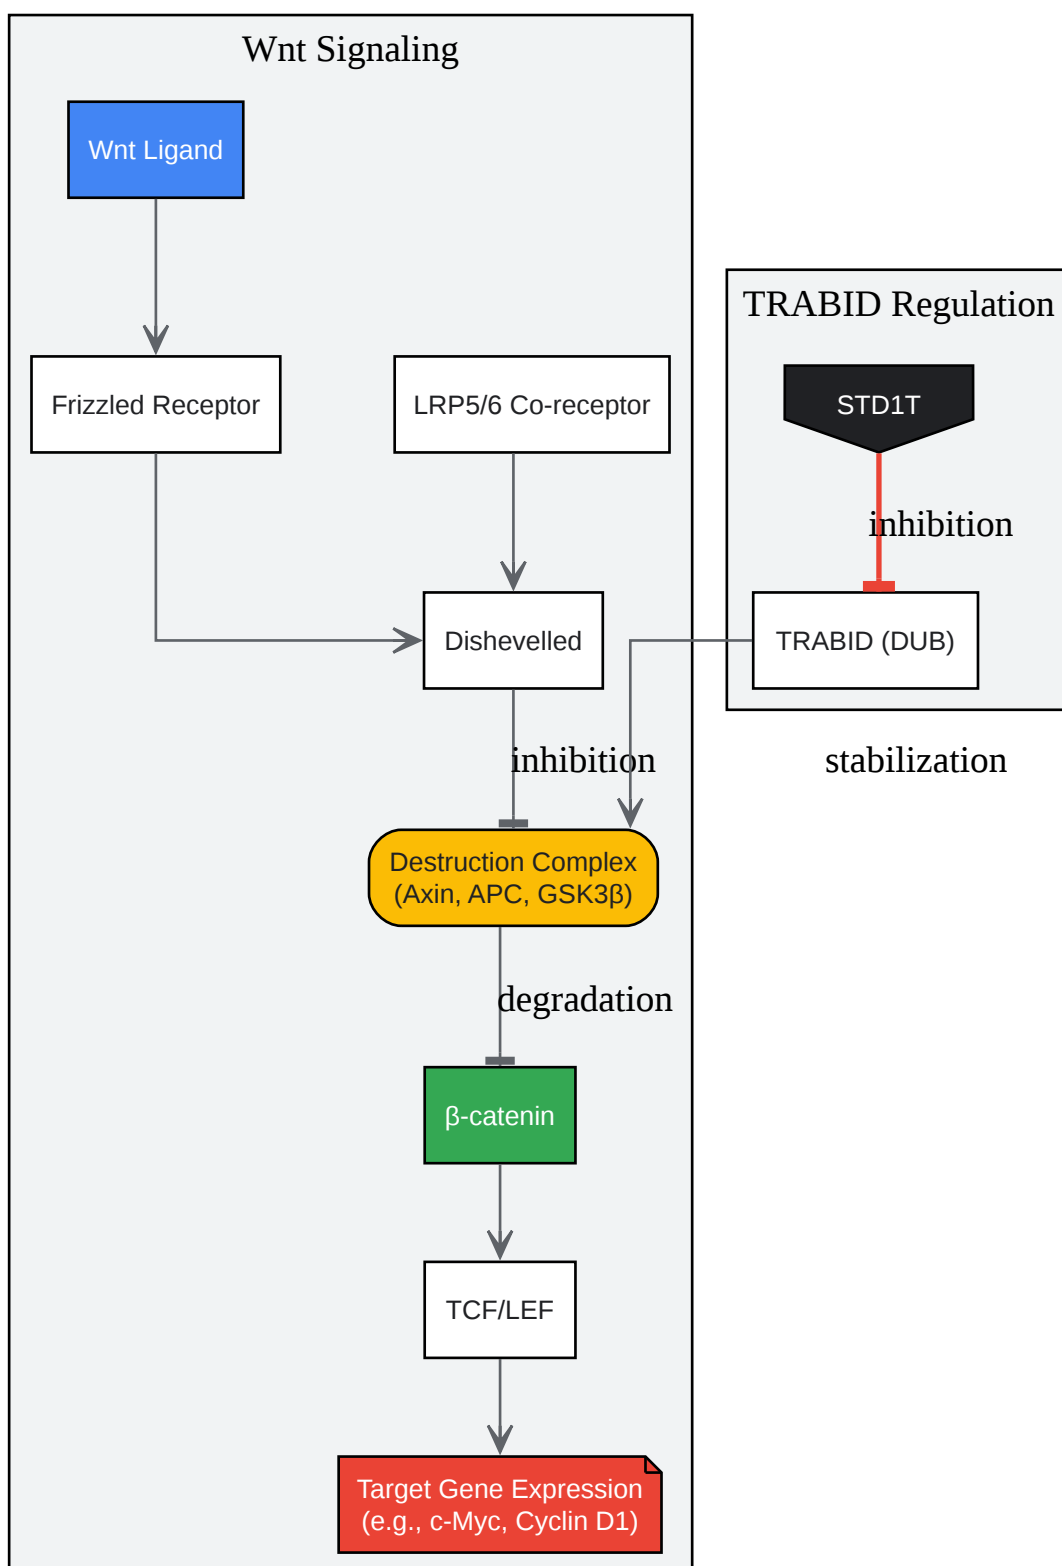 Wnt Signaling
Wnt Ligand
TRABID Regulation
Frizzled Receptor
LRP5/6 Co-receptor
STD1T
inhibition
Dishevelled
TRABID (DUB)
inhibition
stabilization
Destruction Complex
(Axin, APC, GSK3β)
degradation
β-catenin
TCF/LEF
Target Gene Expression
(e.g., c-Myc, Cyclin D1)